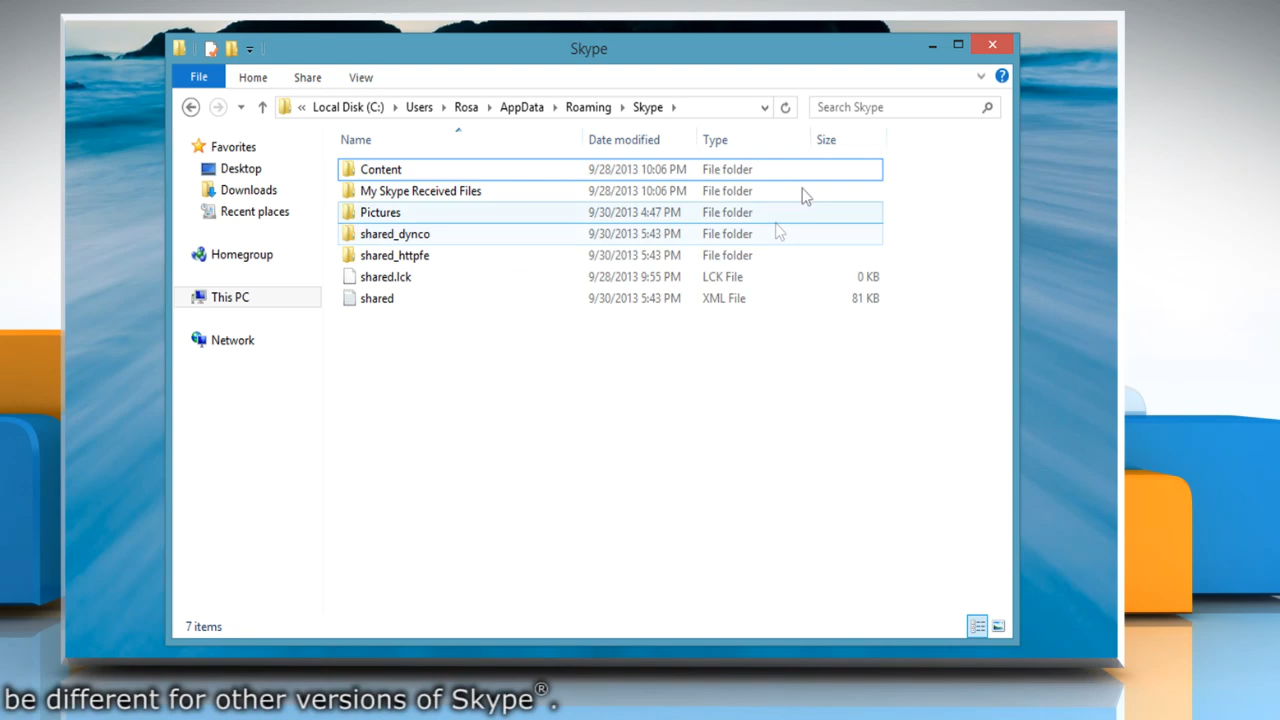 Skype
File Home Share View
« Local Disk (C:) Users Rosa AppData Roaming Skype
Search Skype
Name Date modified Type Size
Favorites
Desktop
Downloads
Recent places
Homegroup
This PC
Network
Content 9/28/2013 10:06 PM File folder
My Skype Received Files 9/28/2013 10:06 PM File folder
Pictures 9/30/2013 4:47 PM File folder
shared_dynco 9/30/2013 5:43 PM File folder
shared_httpfe 9/30/2013 5:43 PM File folder
shared.lck 9/28/2013 9:55 PM LCK File 0 KB
shared 9/30/2013 5:43 PM XML File 81 KB
7 items
be different for other versions of Skype®.